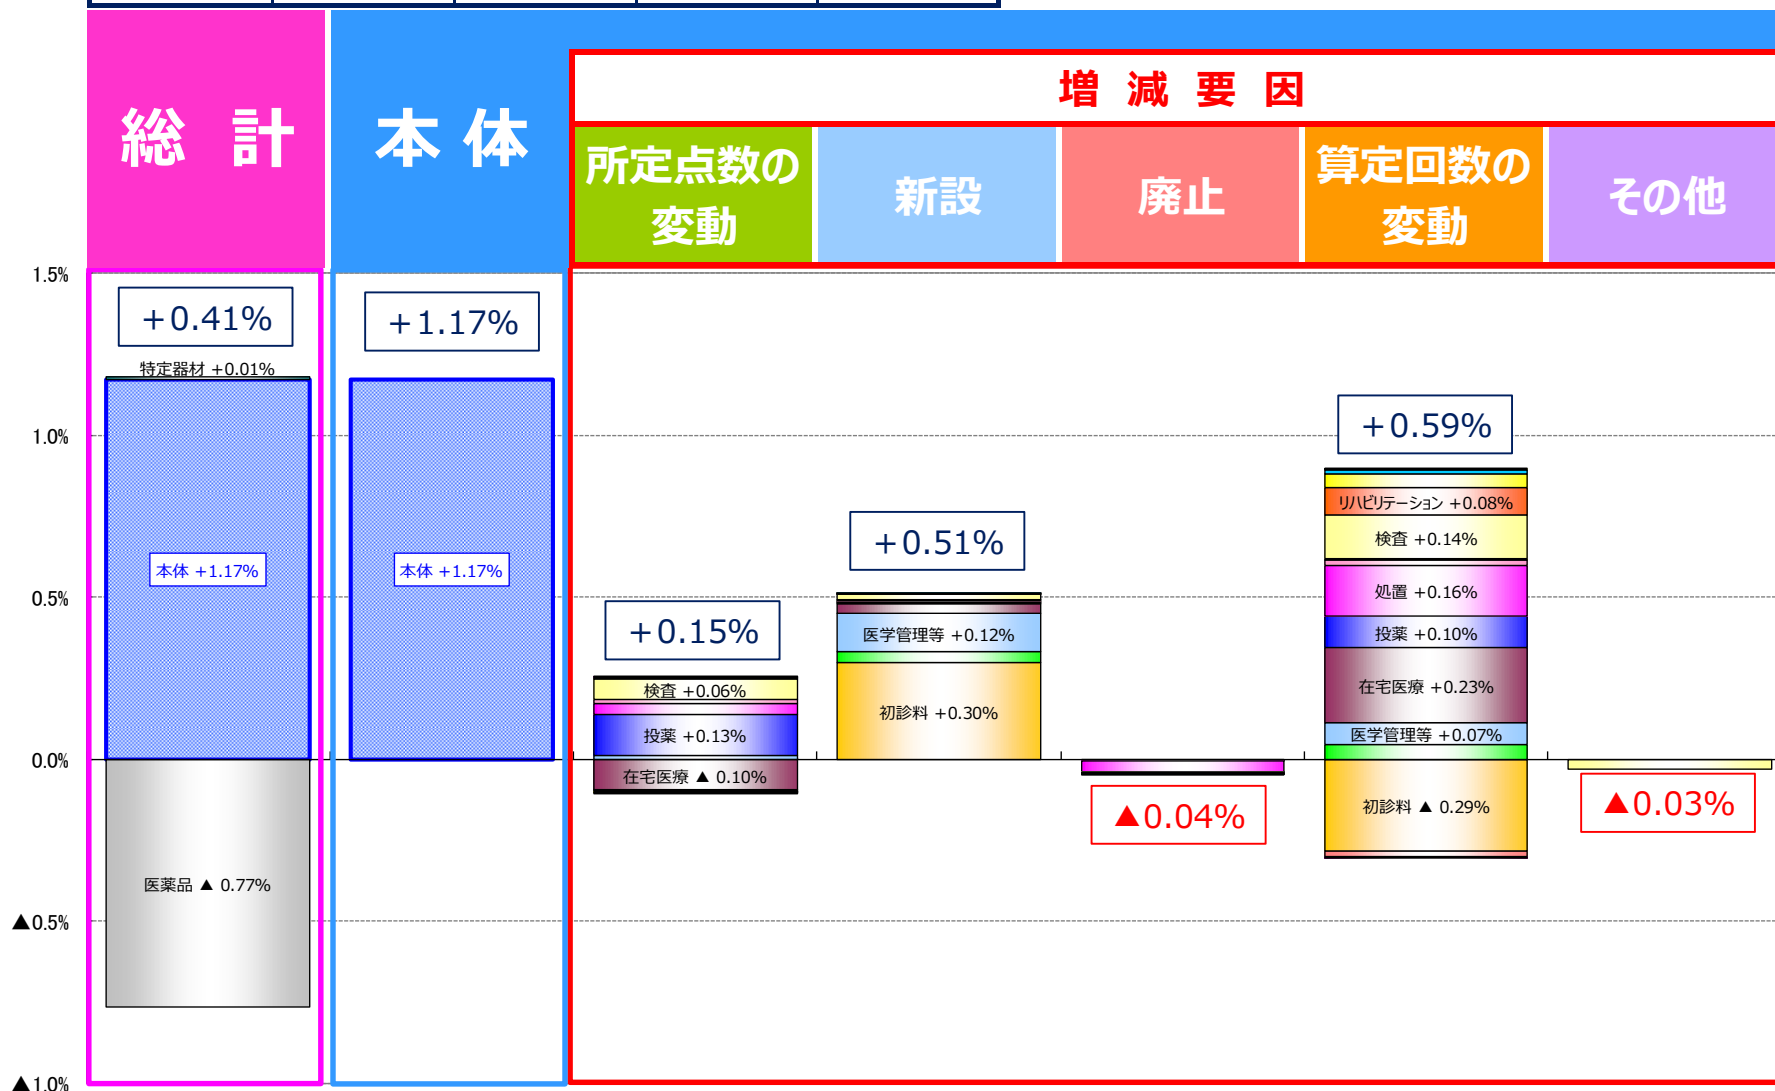 増減要因
総計
本体
所定点数の
変動
新設
廃止
算定回数の
変動
その他
1.5%
1.0%
0.5%
0.0%
▲0.5%
▲1.0%
+0.41%
特定器材 +0.01%
本体 +1.17%
医薬品 ▲ 0.77%
+1.17%
本体 +1.17%
+0.15%
検査 +0.06%
投薬 +0.13%
在宅医療 ▲ 0.10%
+0.51%
医学管理等 +0.12%
初診料 +0.30%
▲0.04%
+0.59%
リハビリテーション +0.08%
検査 +0.14%
処置 +0.16%
投薬 +0.10%
在宅医療 +0.23%
医学管理等 +0.07%
初診料 ▲ 0.29%
▲0.03%